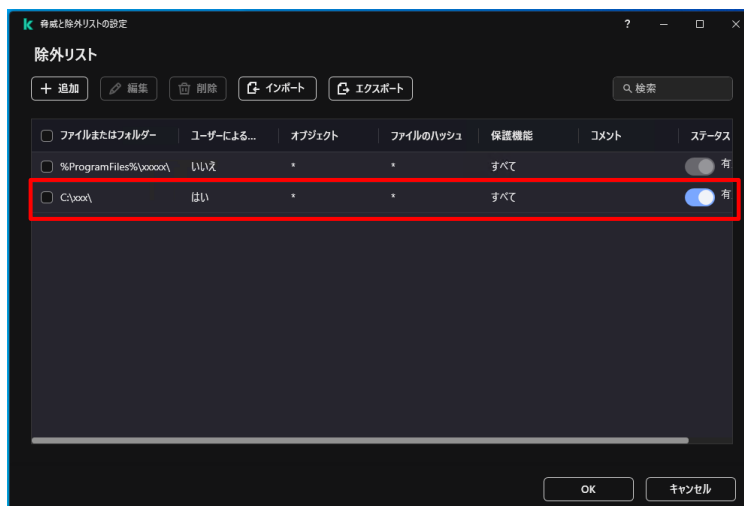 脅威と除外リストの設定
?
除外リスト
追加 編集 削除 インポート エクスポート 検索
ファイルまたはフォルダー ユーザーによる... オブジェクト ファイルのハッシュ 保護機能 コメント ステータス
%ProgramFiles%\xxxxx\ いいえ * * すべて 有
C:\xxx\ はい * * すべて 有
OK キャンセル